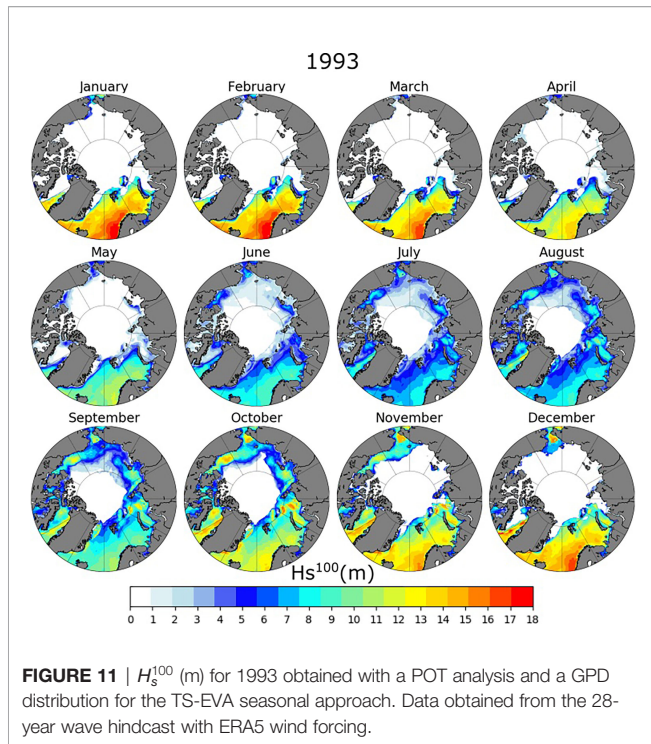 1993
January February March April
May June July August
September October November December
Hs¹⁰⁰(m)
0 1 2 3 4 5 6 7 8 9 10 11 12 13 14 15 16 17 18
FIGURE 11 | Hₛ¹⁰⁰ (m) for 1993 obtained with a POT analysis and a GPD
distribution for the TS-EVA seasonal approach. Data obtained from the 28-
year wave hindcast with ERA5 wind forcing.